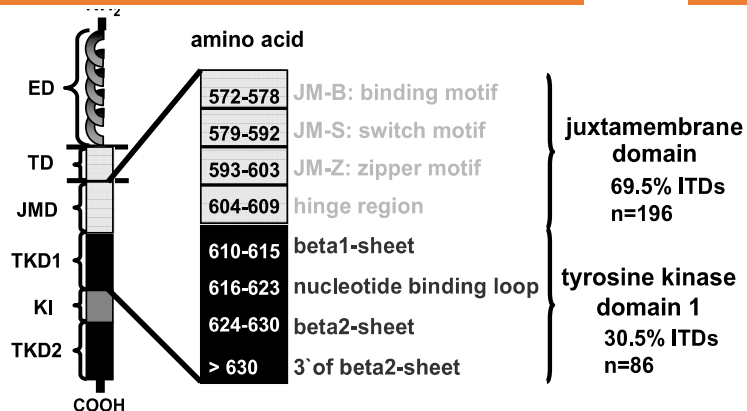 amino acid
ED
TD
JMD
TKD1
KI
TKD2
COOH
572-578 JM-B: binding motif
579-592 JM-S: switch motif
593-603 JM-Z: zipper motif
604-609 hinge region
610-615 beta1-sheet
616-623 nucleotide binding loop
624-630 beta2-sheet
> 630 3`of beta2-sheet
juxtamembrane
domain
69.5% ITDs
n=196
tyrosine kinase
domain 1
30.5% ITDs
n=86